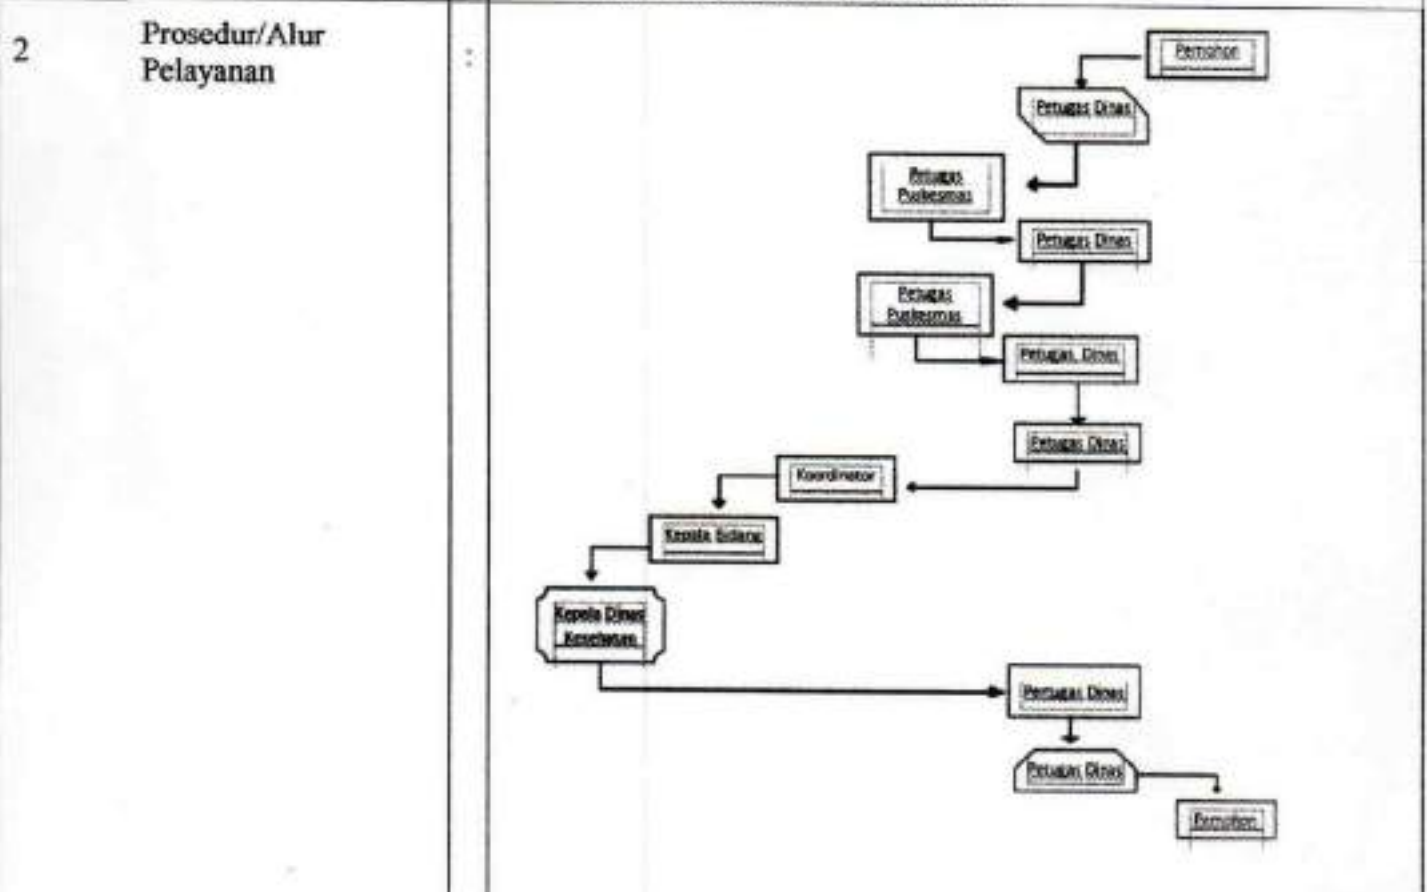 2
Prosedur/Alur
Pelayanan
:
Pemohon
Petugas Dinas
Petugas
Puskesmas
Petugas Dinas
Petugas
Puskesmas
Petugas Dinas
Petugas Dinas
Koordinator
Kepala Bidang
Kepala Dinas
Kesehatan
Pertugas Dinas
Petugas Dinas
Pemohon